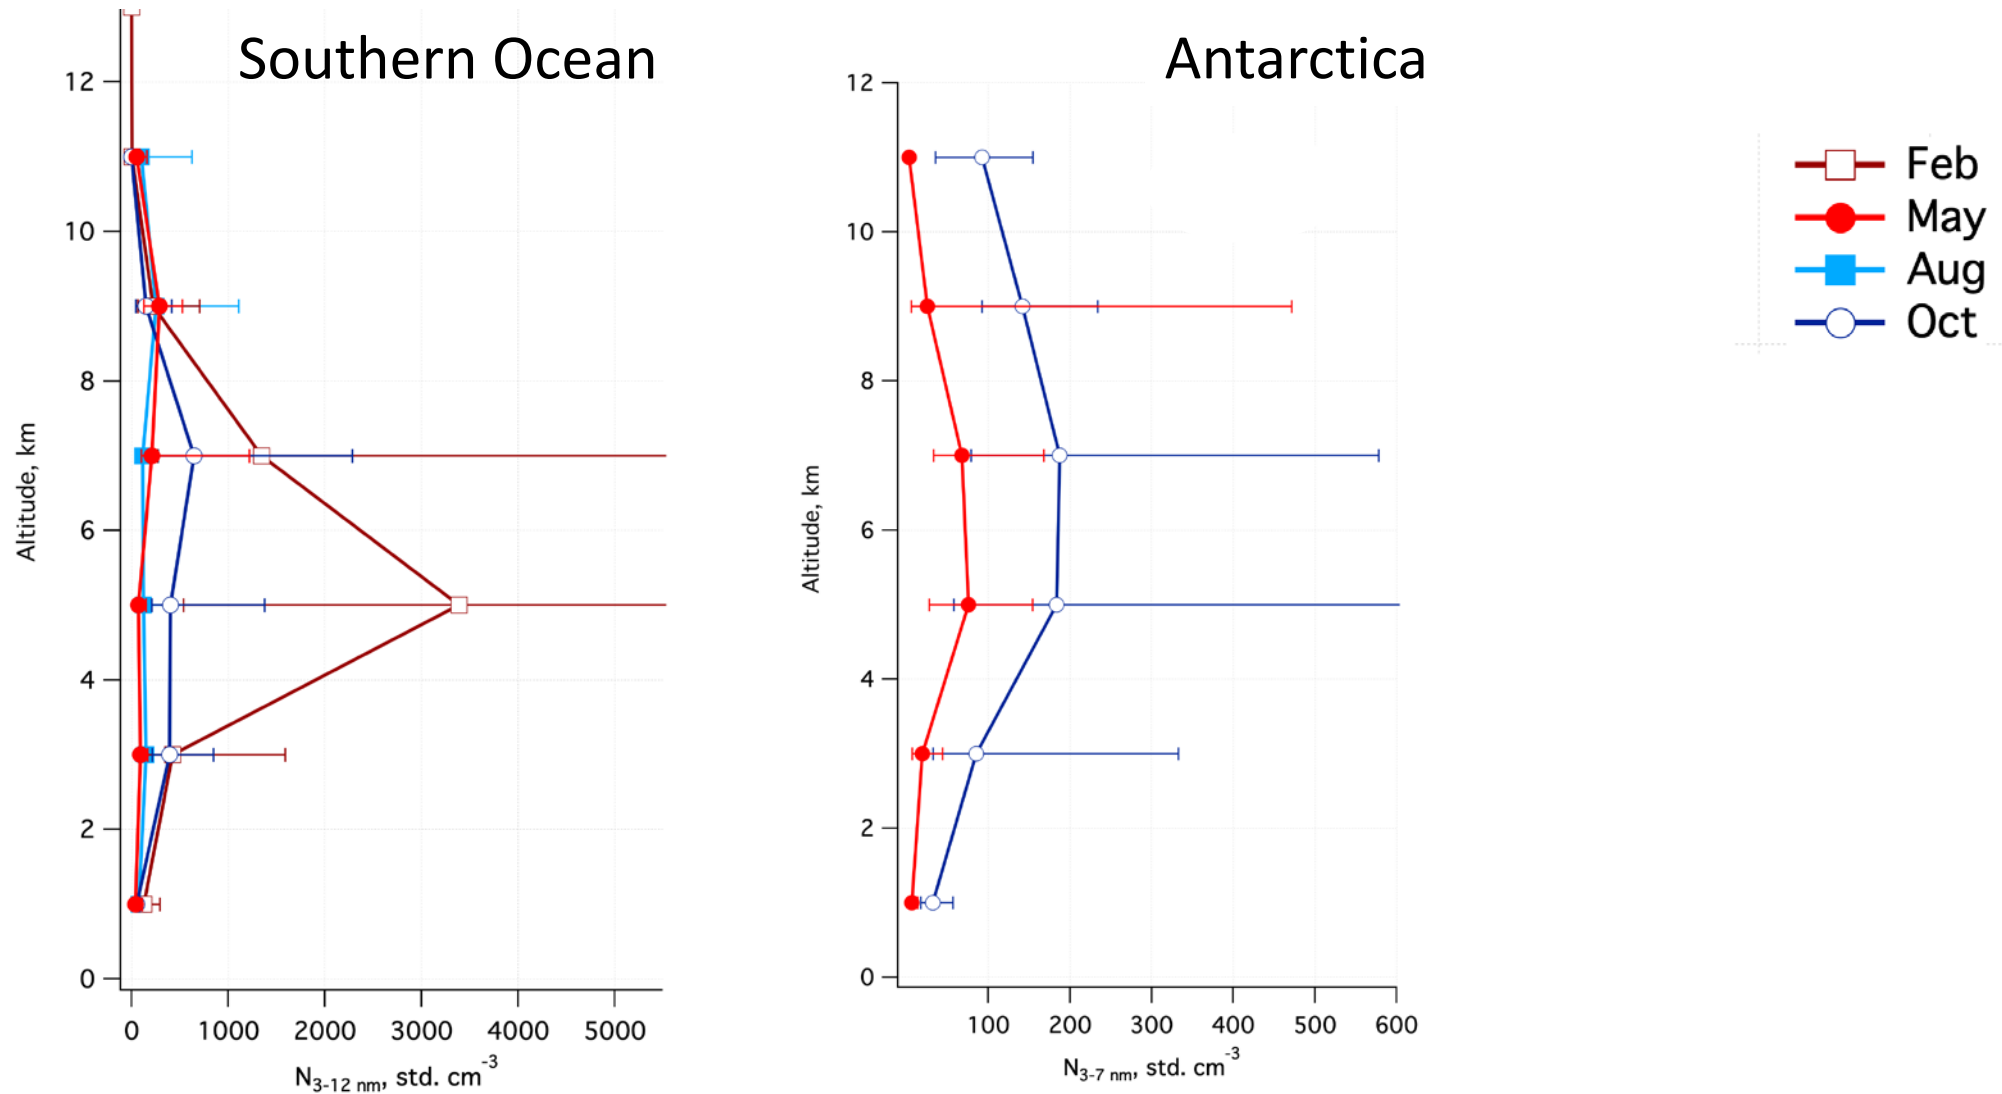 Southern Ocean
12
10
8
6
4
2
0
Altitude, km
0 1000 2000 3000 4000 5000
N3-12 nm, std. cm-3
Antarctica
12
10
8
6
4
2
0
Altitude, km
100 200 300 400 500 600
N3-7 nm, std. cm-3
Feb
May
Aug
Oct